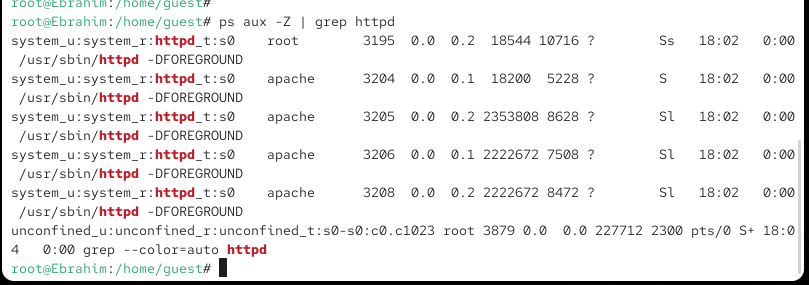 root@Ebrahim:/home/guest#
root@Ebrahim:/home/guest# ps aux -Z | grep httpd
system_u:system_r:httpd_t:s0    root      3195  0.0  0.2  18544 10716 ?        Ss   18:02   0:00
 /usr/sbin/httpd -DFOREGROUND
system_u:system_r:httpd_t:s0    apache    3204  0.0  0.1  18200  5228 ?        S    18:02   0:00
 /usr/sbin/httpd -DFOREGROUND
system_u:system_r:httpd_t:s0    apache    3205  0.0  0.2 2353808 8628 ?        Sl   18:02   0:00
 /usr/sbin/httpd -DFOREGROUND
system_u:system_r:httpd_t:s0    apache    3206  0.0  0.1 2222672 7508 ?        Sl   18:02   0:00
 /usr/sbin/httpd -DFOREGROUND
system_u:system_r:httpd_t:s0    apache    3208  0.0  0.2 2222672 8472 ?        Sl   18:02   0:00
 /usr/sbin/httpd -DFOREGROUND
unconfined_u:unconfined_r:unconfined_t:s0-s0:c0.c1023 root 3879 0.0  0.0 227712 2300 pts/0 S+ 18:0
4   0:00 grep --color=auto httpd
root@Ebrahim:/home/guest#